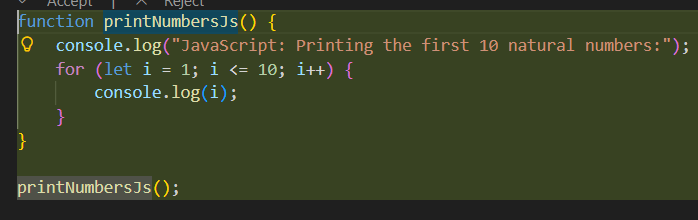 Accept | Reject
function printNumbersJs() {
    console.log("JavaScript: Printing the first 10 natural numbers:");
    for (let i = 1; i <= 10; i++) {
        console.log(i);
    }
}

printNumbersJs();